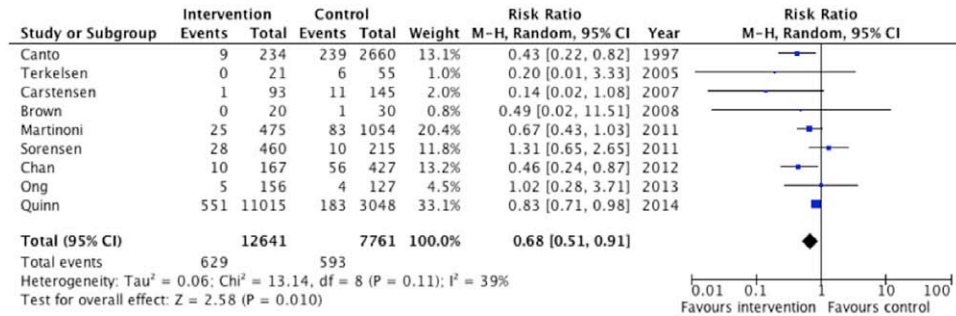 Intervention Control Risk Ratio Risk Ratio
Study or Subgroup Events Total Events Total Weight M-H, Random, 95% CI Year M-H, Random, 95% CI
Canto 9 234 239 2660 13.1% 0.43 [0.22, 0.82] 1997
Terkelsen 0 21 6 55 1.0% 0.20 [0.01, 3.33] 2005
Carstensen 1 93 11 145 2.0% 0.14 [0.02, 1.08] 2007
Brown 0 20 1 30 0.8% 0.49 [0.02, 11.51] 2008
Martinoni 25 475 83 1054 20.4% 0.67 [0.43, 1.03] 2011
Sorensen 28 460 10 215 11.8% 1.31 [0.65, 2.65] 2011
Chan 10 167 56 427 13.2% 0.46 [0.24, 0.87] 2012
Ong 5 156 4 127 4.5% 1.02 [0.28, 3.71] 2013
Quinn 551 11015 183 3048 33.1% 0.83 [0.71, 0.98] 2014
Total (95% CI) 12641 7761 100.0% 0.68 [0.51, 0.91]
Total events 629 593
Heterogeneity: Tau² = 0.06; Chi² = 13.14, df = 8 (P = 0.11); I² = 39%
Test for overall effect: Z = 2.58 (P = 0.010)
0.01 0.1 1 10 100
Favours intervention Favours control